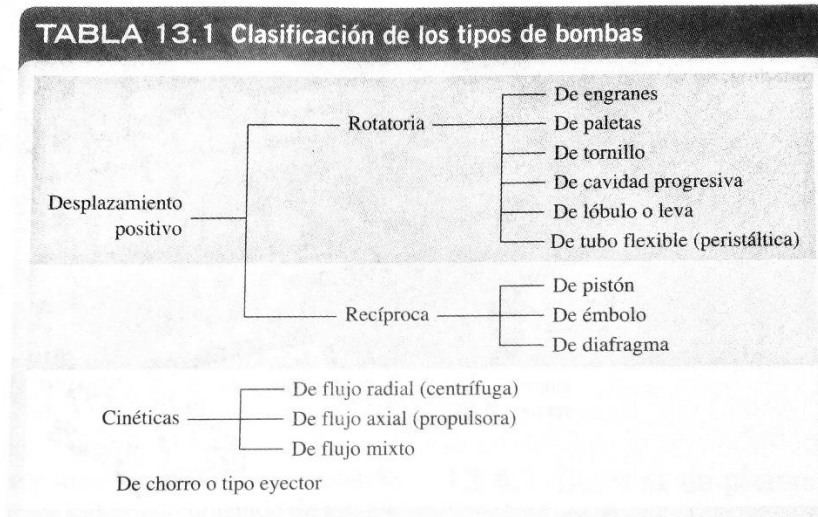 TABLA 13.1 Clasificación de los tipos de bombas
Desplazamiento
positivo
Rotatoria
De engranes
De paletas
De tornillo
De cavidad progresiva
De lóbulo o leva
De tubo flexible (peristáltica)
Recíproca
De pistón
De émbolo
De diafragma
Cinéticas
De flujo radial (centrífuga)
De flujo axial (propulsora)
De flujo mixto
De chorro o tipo eyector